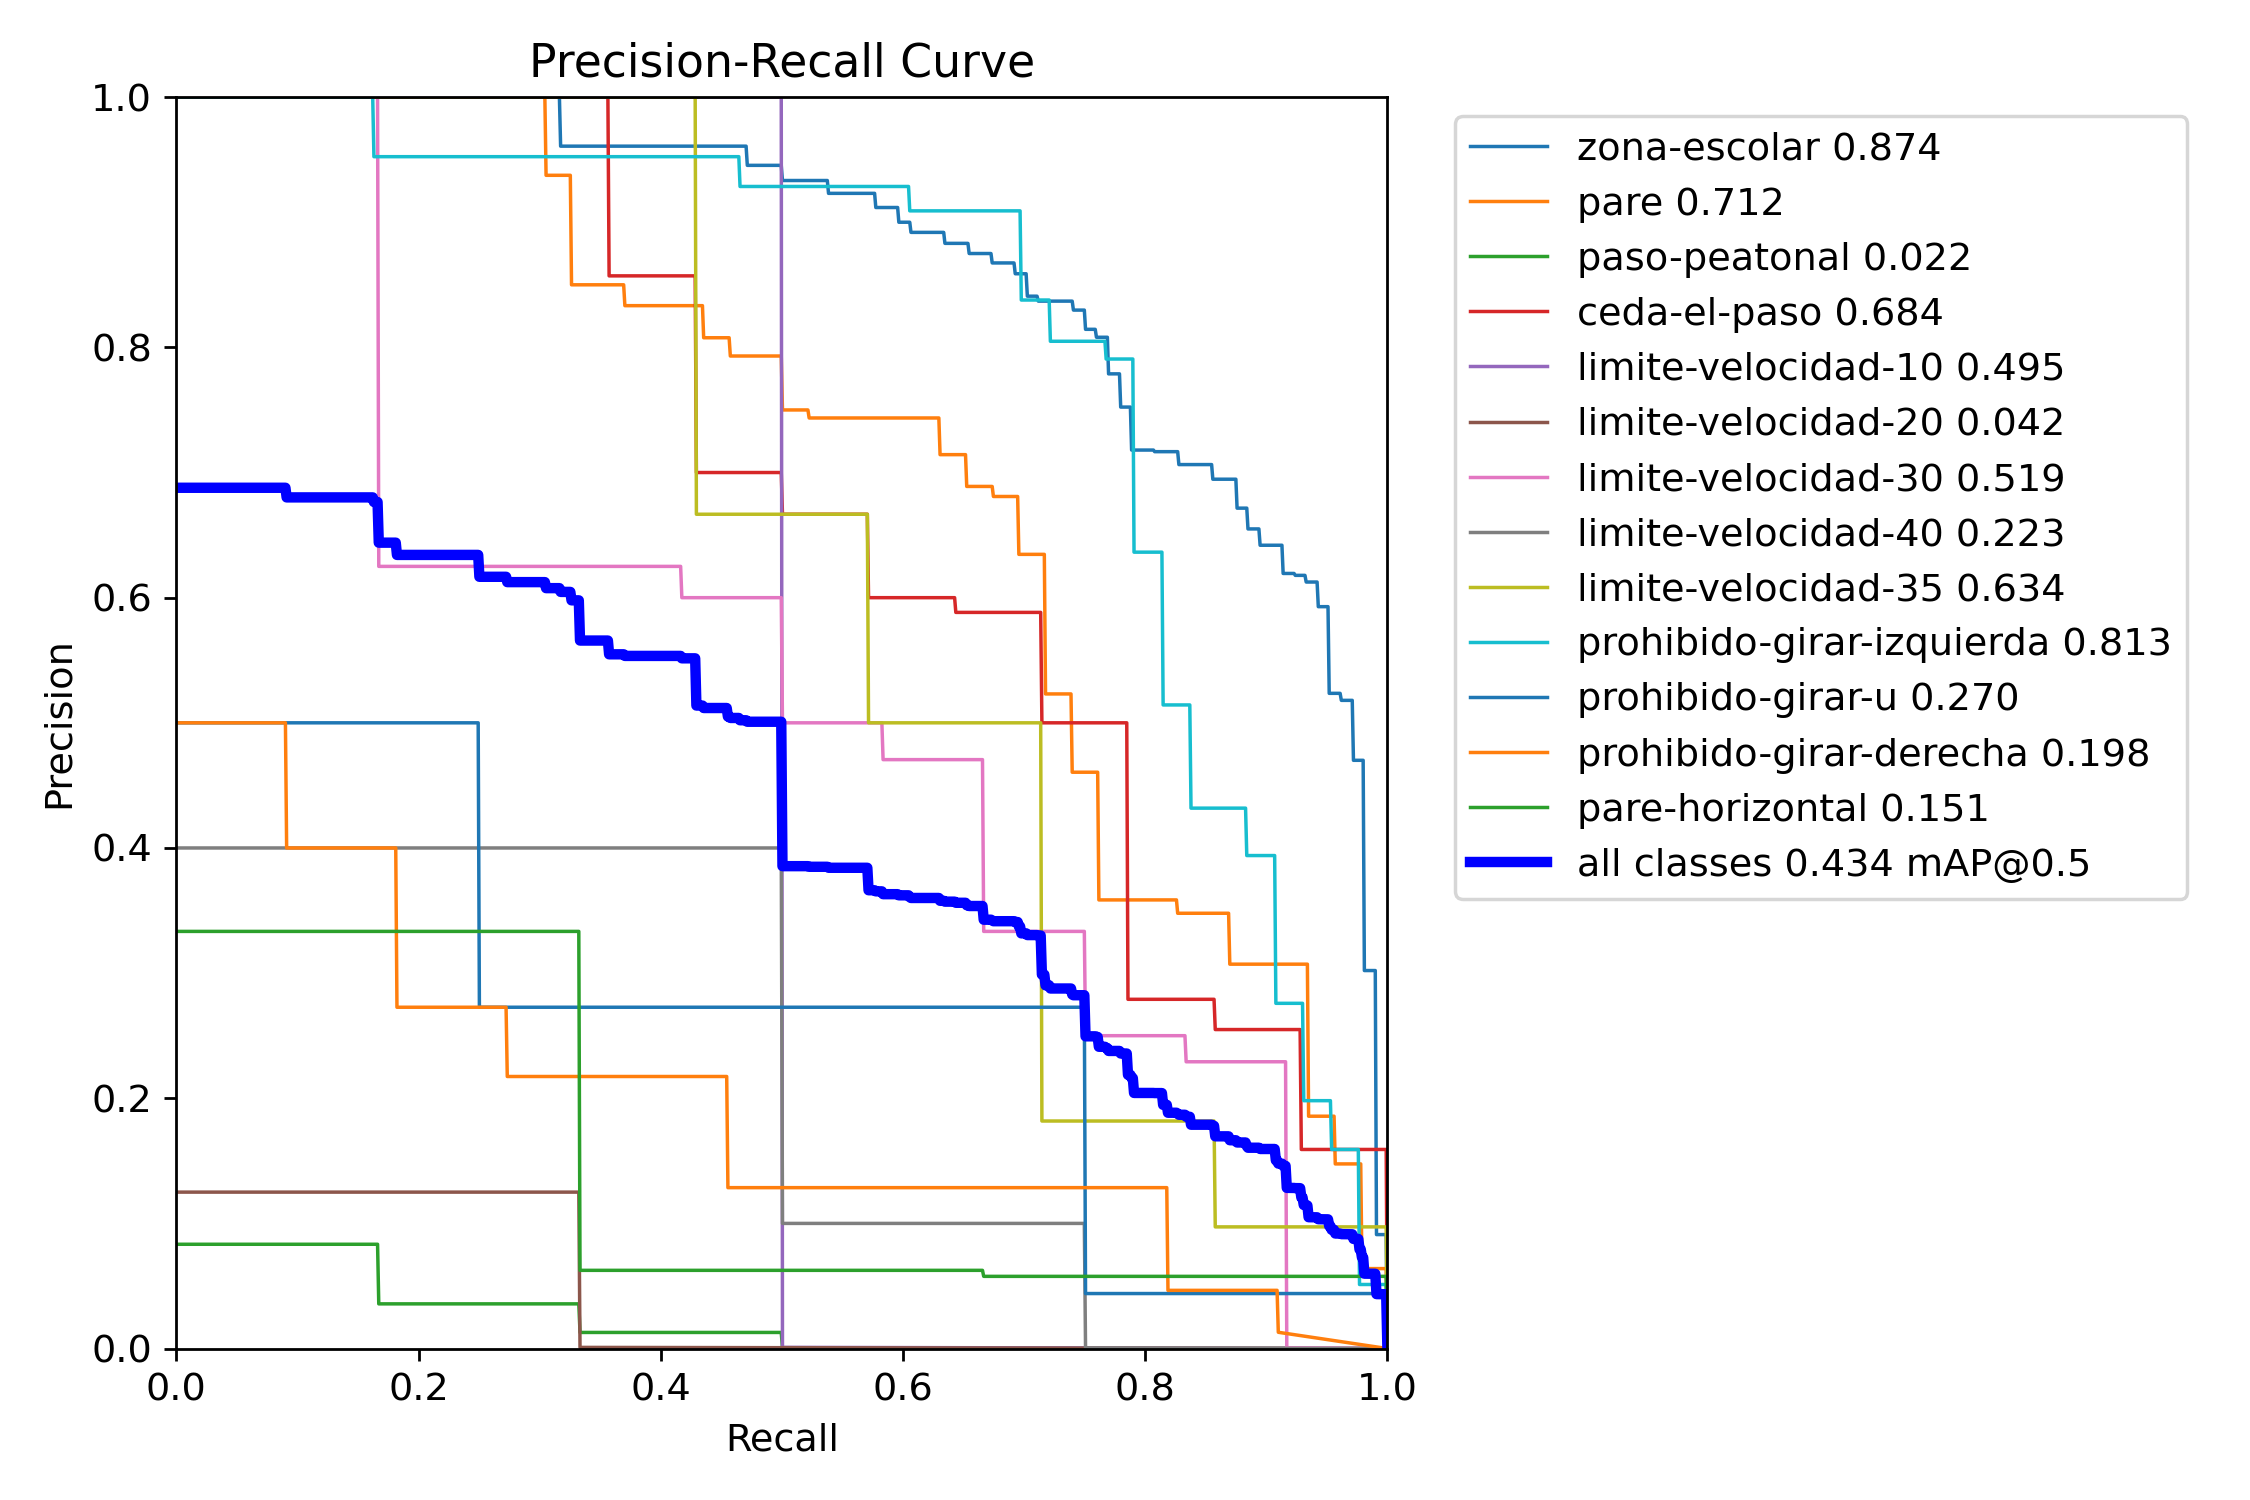 Precision-Recall Curve
1.0
0.8
0.6
0.4
0.2
0.0
Precision
0.0 0.2 0.4 0.6 0.8 1.0
Recall
zona-escolar 0.874
pare 0.712
paso-peatonal 0.022
ceda-el-paso 0.684
limite-velocidad-10 0.495
limite-velocidad-20 0.042
limite-velocidad-30 0.519
limite-velocidad-40 0.223
limite-velocidad-35 0.634
prohibido-girar-izquierda 0.813
prohibido-girar-u 0.270
prohibido-girar-derecha 0.198
pare-horizontal 0.151
all classes 0.434 mAP@0.5